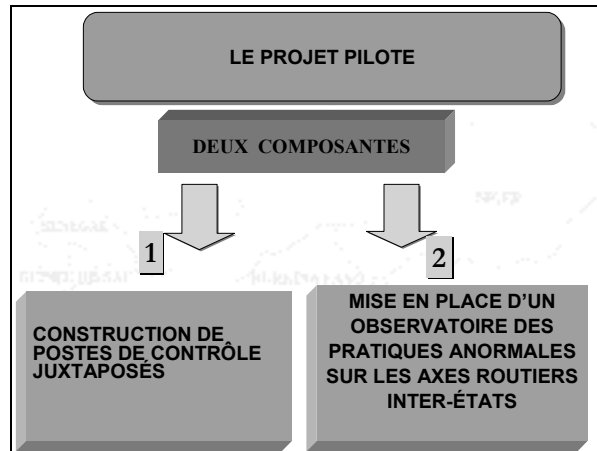 LE PROJET PILOTE
DEUX COMPOSANTES
1
2
CONSTRUCTION DE
POSTES DE CONTRÔLE
JUXTAPOSÉS
MISE EN PLACE D'UN
OBSERVATOIRE DES
PRATIQUES ANORMALES
SUR LES AXES ROUTIERS
INTER-ÉTATS